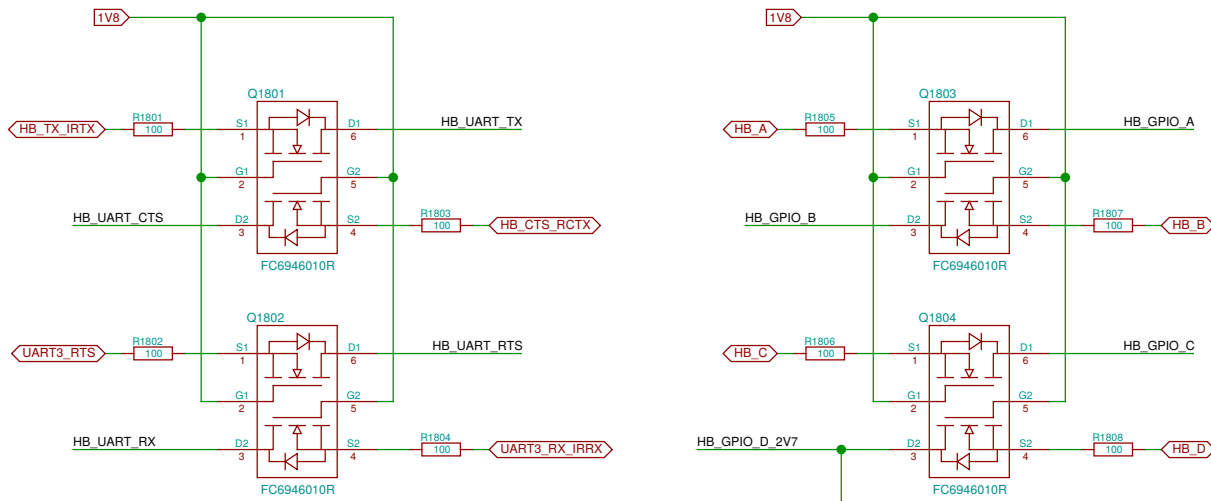 1V8
Q1801
HB_TX_IRTX
R1801
100
S1
1
D1
6
HB_UART_TX
G1
2
G2
5
HB_UART_CTS
D2
3
S2
4
R1803
100
HB_CTS_RCTX
FC6946010R
Q1802
UART3_RTS
R1802
100
S1
1
D1
6
HB_UART_RTS
G1
2
G2
5
HB_UART_RX
D2
3
S2
4
R1804
100
UART3_RX_IRRX
FC6946010R
1V8
Q1803
HB_A
R1805
100
S1
1
D1
6
HB_GPIO_A
G1
2
G2
5
HB_GPIO_B
D2
3
S2
4
R1807
100
HB_B
FC6946010R
Q1804
HB_C
R1806
100
S1
1
D1
6
HB_GPIO_C
G1
2
G2
5
HB_GPIO_D_2V7
D2
3
S2
4
R1808
100
HB_D
FC6946010R